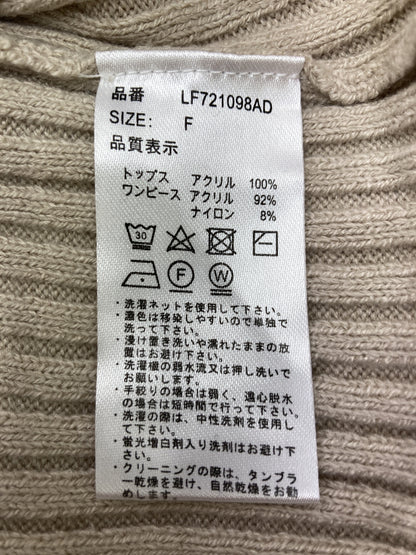 品番 LF721098AD
SIZE: F
品質表示
トップス アクリル 100%
ワンピース アクリル 92%
ナイロン 8%
30
F W
・洗濯ネットを使用して下さい。
・濃色は移染しやすいので単独で
洗って下さい。
・浸け置き洗いや濡れたままの放
置はお避け下さい。
・洗濯機の弱水流又は押し洗いで
お願いします。
・手絞りの場合は弱く、遠心脱水
の場合は短時間で行って下さい。
・洗濯の際は、中性洗剤を使用し
て下さい。
・蛍光増白剤入り洗剤はお避け下
さい。
・クリーニングの際は、タンブラ
ー乾燥を避け、自然乾燥をお勧
めします。